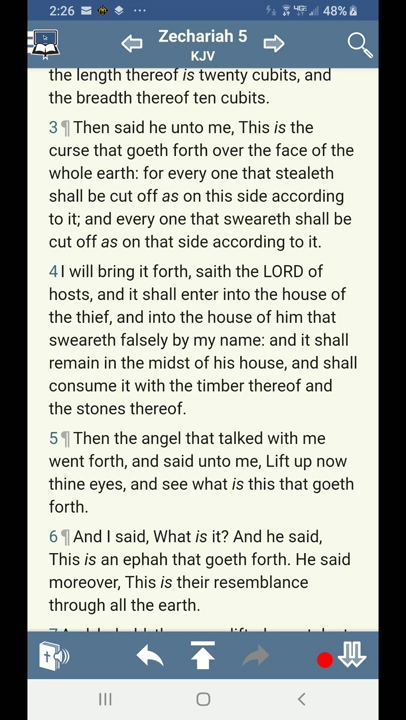 2:26 48%
Zechariah 5
KJV
the length thereof is twenty cubits, and
the breadth thereof ten cubits.
3 ¶ Then said he unto me, This is the
curse that goeth forth over the face of the
whole earth: for every one that stealeth
shall be cut off as on this side according
to it; and every one that sweareth shall be
cut off as on that side according to it.
4 I will bring it forth, saith the LORD of
hosts, and it shall enter into the house of
the thief, and into the house of him that
sweareth falsely by my name: and it shall
remain in the midst of his house, and shall
consume it with the timber thereof and
the stones thereof.
5 ¶ Then the angel that talked with me
went forth, and said unto me, Lift up now
thine eyes, and see what is this that goeth
forth.
6 ¶ And I said, What is it? And he said,
This is an ephah that goeth forth. He said
moreover, This is their resemblance
through all the earth.